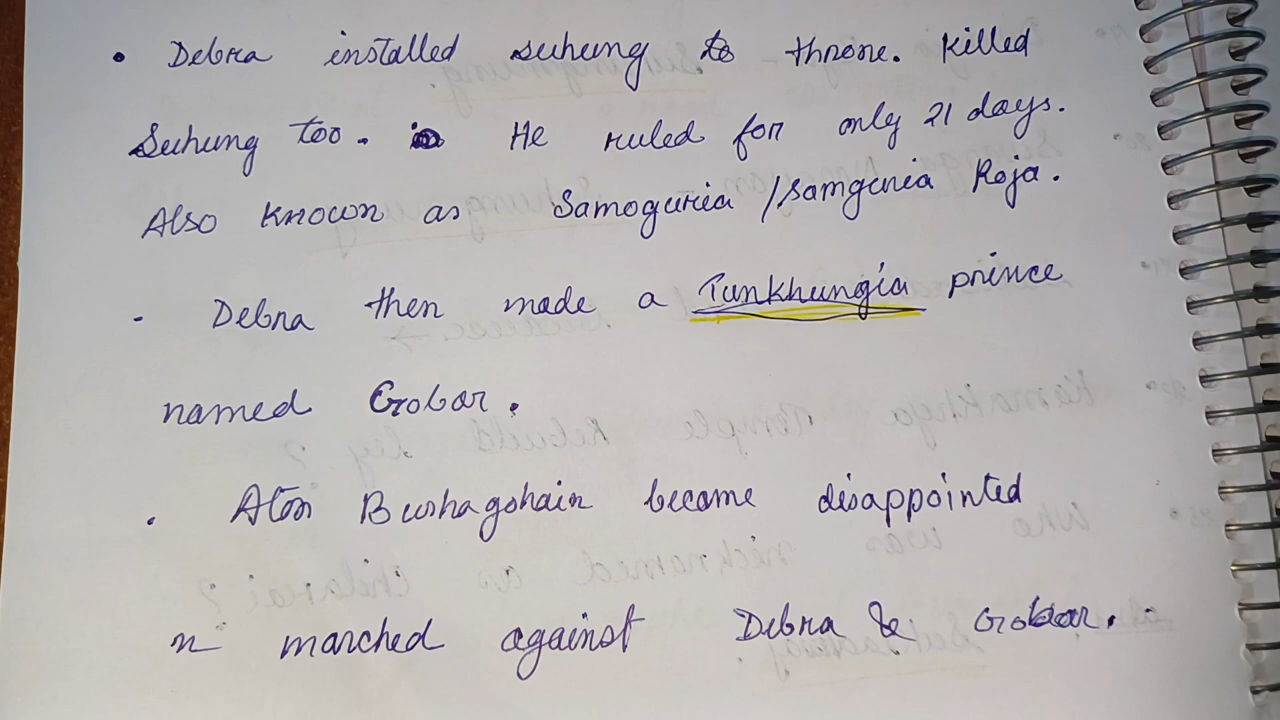 • Debra installed Suhung to throne. Killed
Suhung too. He ruled for only 21 days.
Also known as Samoguria / Samguria Roja.
- Debra then made a Tunkhungia prince
named Gobar.
. Aton Burhagohain became disappointed
n marched against Debra & Gobar.